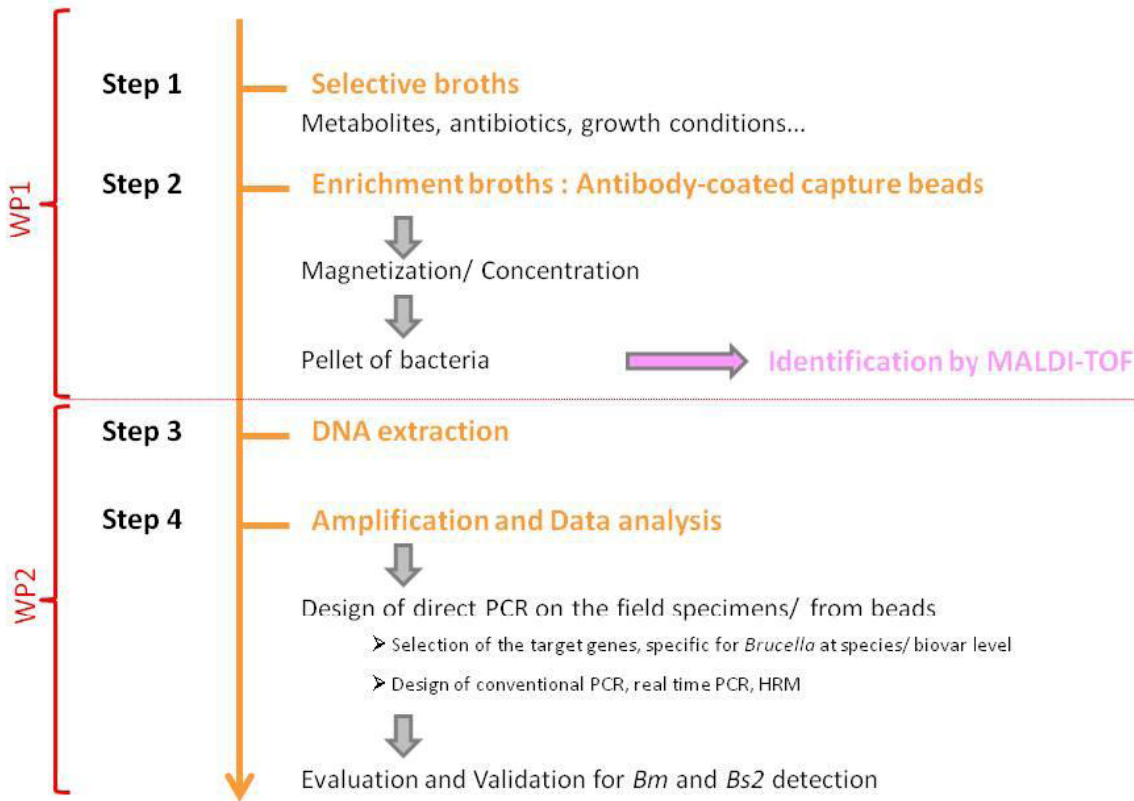 WP1
Step 1 Selective broths
Metabolites, antibiotics, growth conditions...
Step 2 Enrichment broths : Antibody-coated capture beads
Magnetization/ Concentration
Pellet of bacteria Identification by MALDI-TOF
WP2
Step 3 DNA extraction
Step 4 Amplification and Data analysis
Design of direct PCR on the field specimens/ from beads
➢ Selection of the target genes, specific for Brucella at species/ biovar level
➢ Design of conventional PCR, real time PCR, HRM
Evaluation and Validation for Bm and Bs2 detection